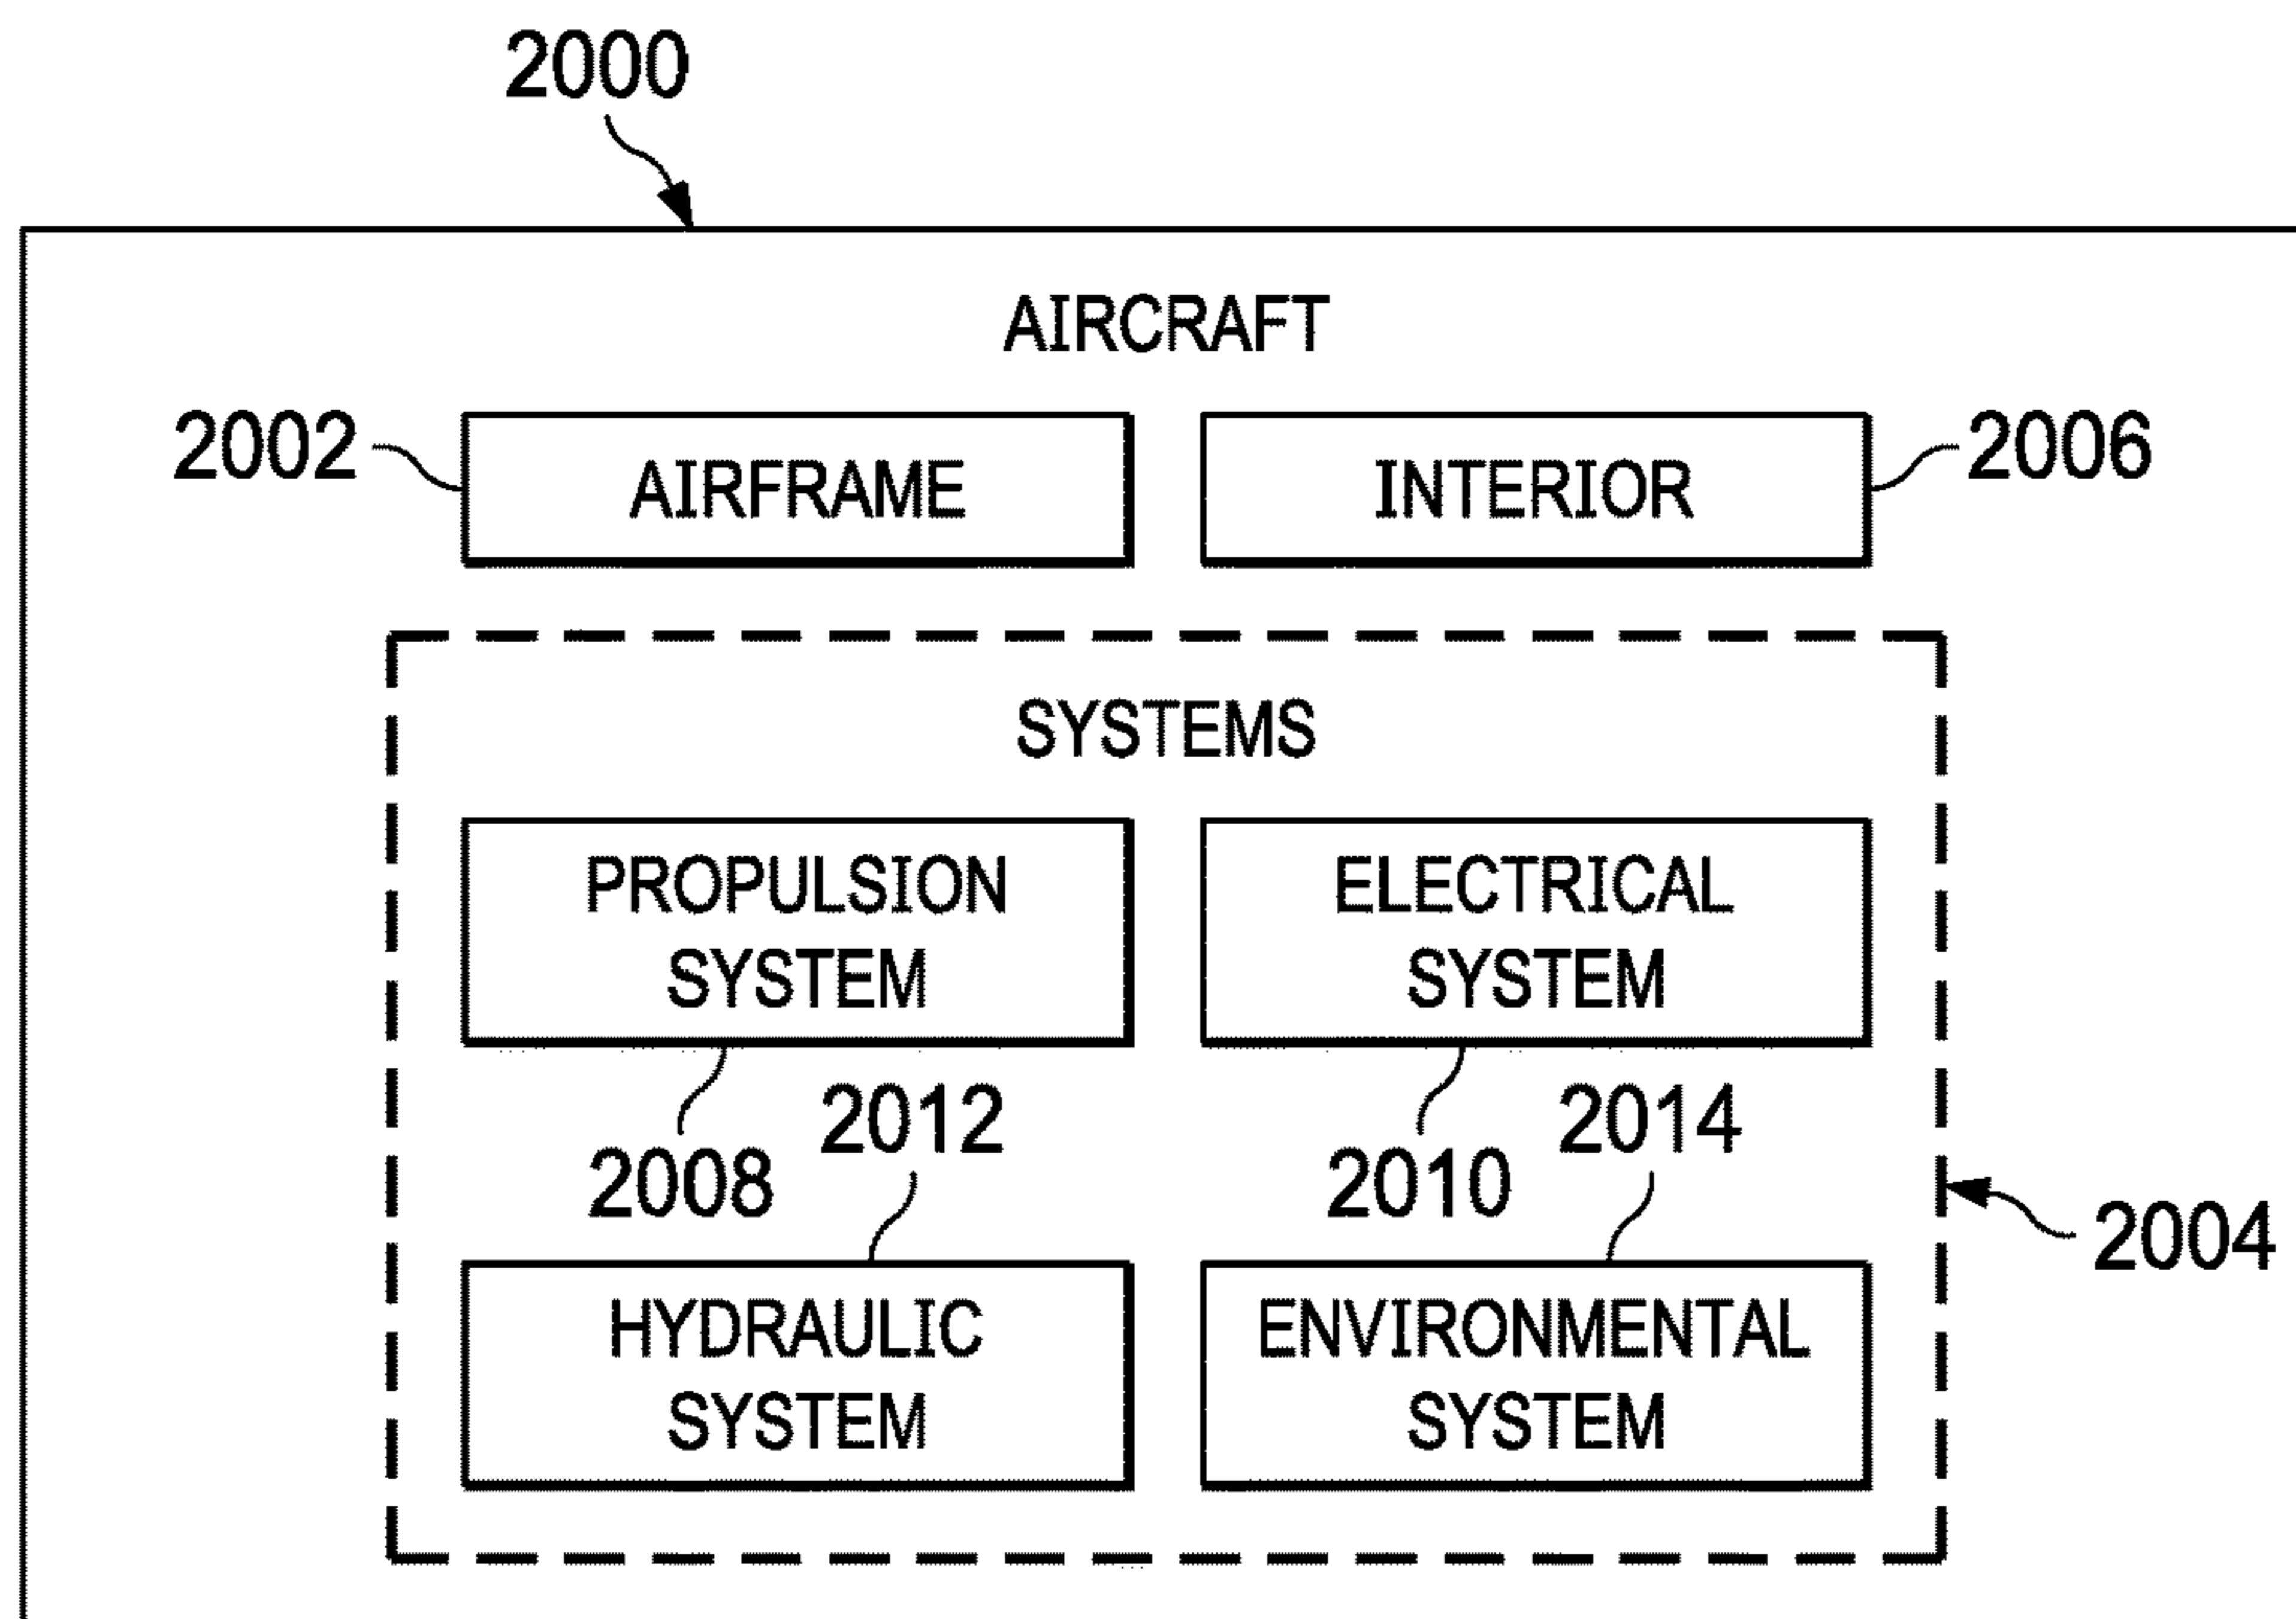 2000
AIRCRAFT
2002
AIRFRAME
INTERIOR
2006
SYSTEMS
PROPULSION
SYSTEM
ELECTRICAL
SYSTEM
2008
2012
2010
2014
2004
HYDRAULIC
SYSTEM
ENVIRONMENTAL
SYSTEM